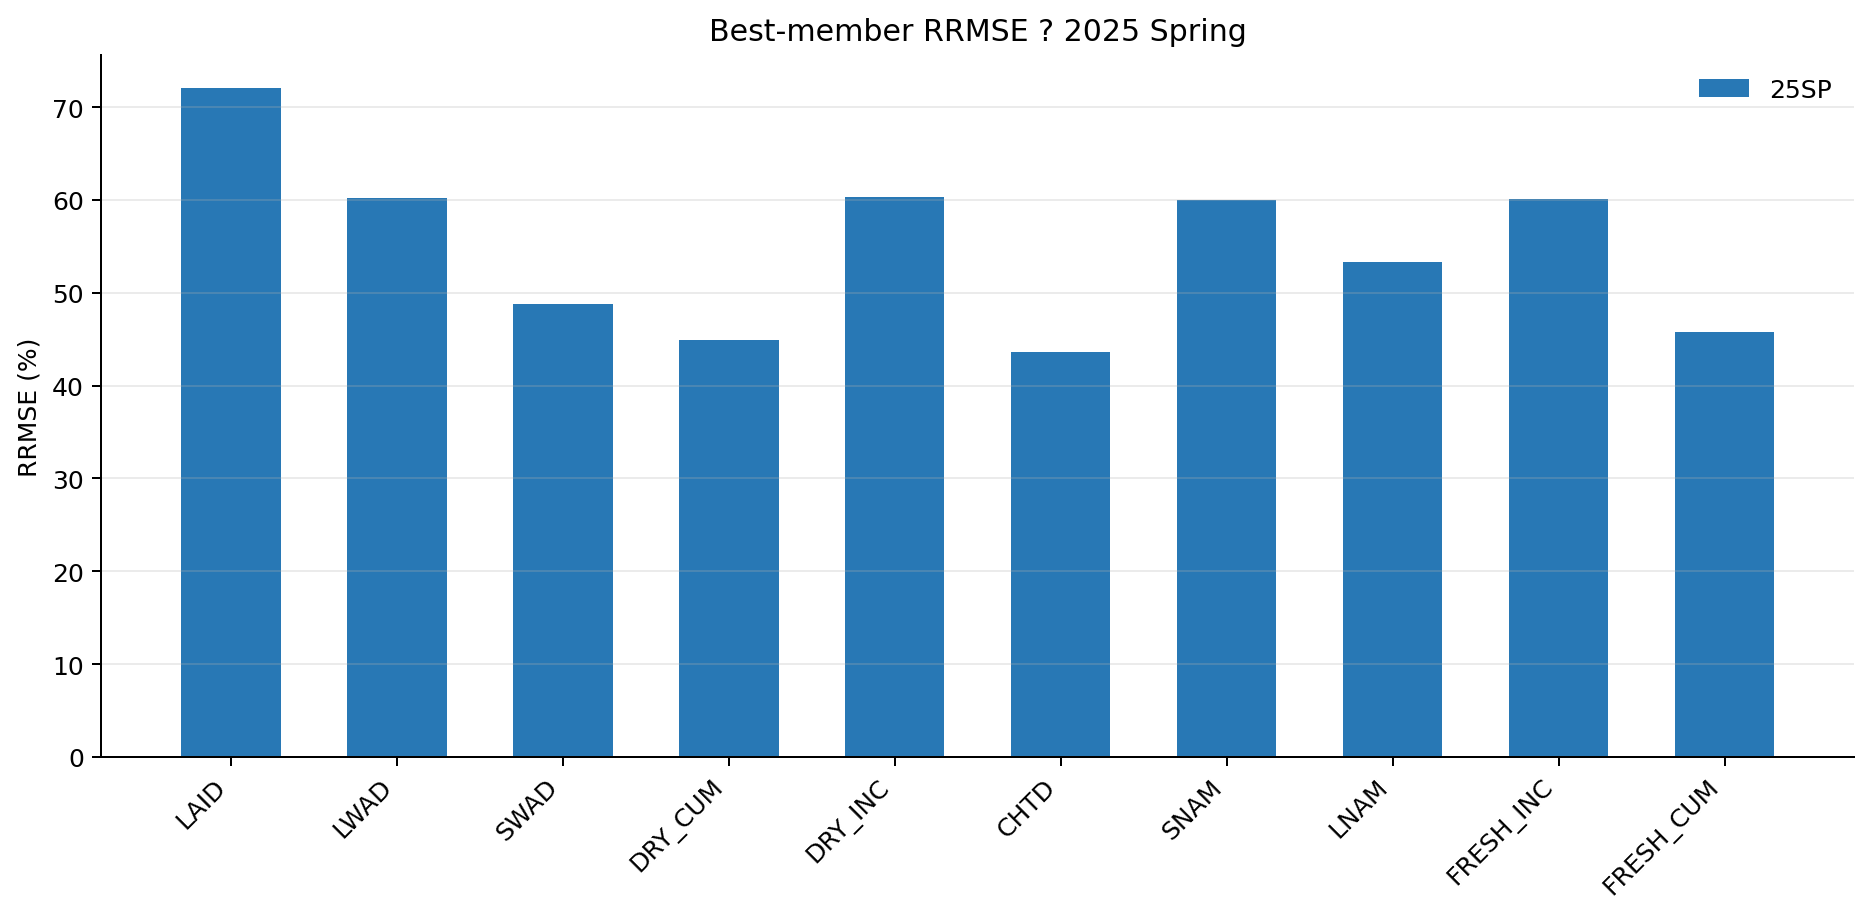 Best-member RRMSE ? 2025 Spring
25SP
RRMSE (%)
70
60
50
40
30
20
10
0
LAID
LWAD
SWAD
DRY_CUM
DRY_INC
CHTD
SNAM
LNAM
FRESH_INC
FRESH_CUM